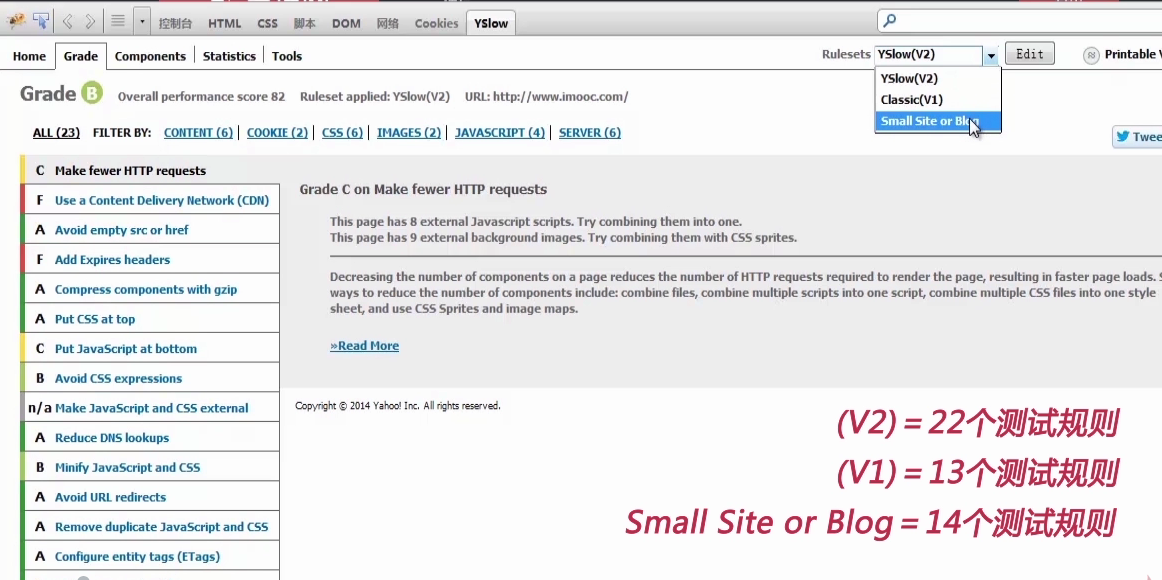 控制台 HTML CSS 脚本 DOM 网络 Cookies YSlow
Home Grade Components Statistics Tools Rulesets YSlow(V2) Edit Printable
YSlow(V2)
Classic(V1)
Small Site or Blog
Grade B Overall performance score 82 Ruleset applied: YSlow(V2) URL: http://www.imooc.com/
ALL (23) FILTER BY: CONTENT (6) COOKIE (2) CSS (6) IMAGES (2) JAVASCRIPT (4) SERVER (6)
Twee
C Make fewer HTTP requests
F Use a Content Delivery Network (CDN)
A Avoid empty src or href
F Add Expires headers
A Compress components with gzip
A Put CSS at top
C Put JavaScript at bottom
B Avoid CSS expressions
n/a Make JavaScript and CSS external
A Reduce DNS lookups
B Minify JavaScript and CSS
A Avoid URL redirects
A Remove duplicate JavaScript and CSS
A Configure entity tags (ETags)
Grade C on Make fewer HTTP requests
This page has 8 external Javascript scripts. Try combining them into one.
This page has 9 external background images. Try combining them with CSS sprites.
Decreasing the number of components on a page reduces the number of HTTP requests required to render the page, resulting in faster page loads. S
ways to reduce the number of components include: combine files, combine multiple scripts into one script, combine multiple CSS files into one style
sheet, and use CSS Sprites and image maps.
»Read More
Copyright © 2014 Yahoo! Inc. All rights reserved.
(V2)=22个测试规则
(V1)=13个测试规则
Small Site or Blog=14个测试规则